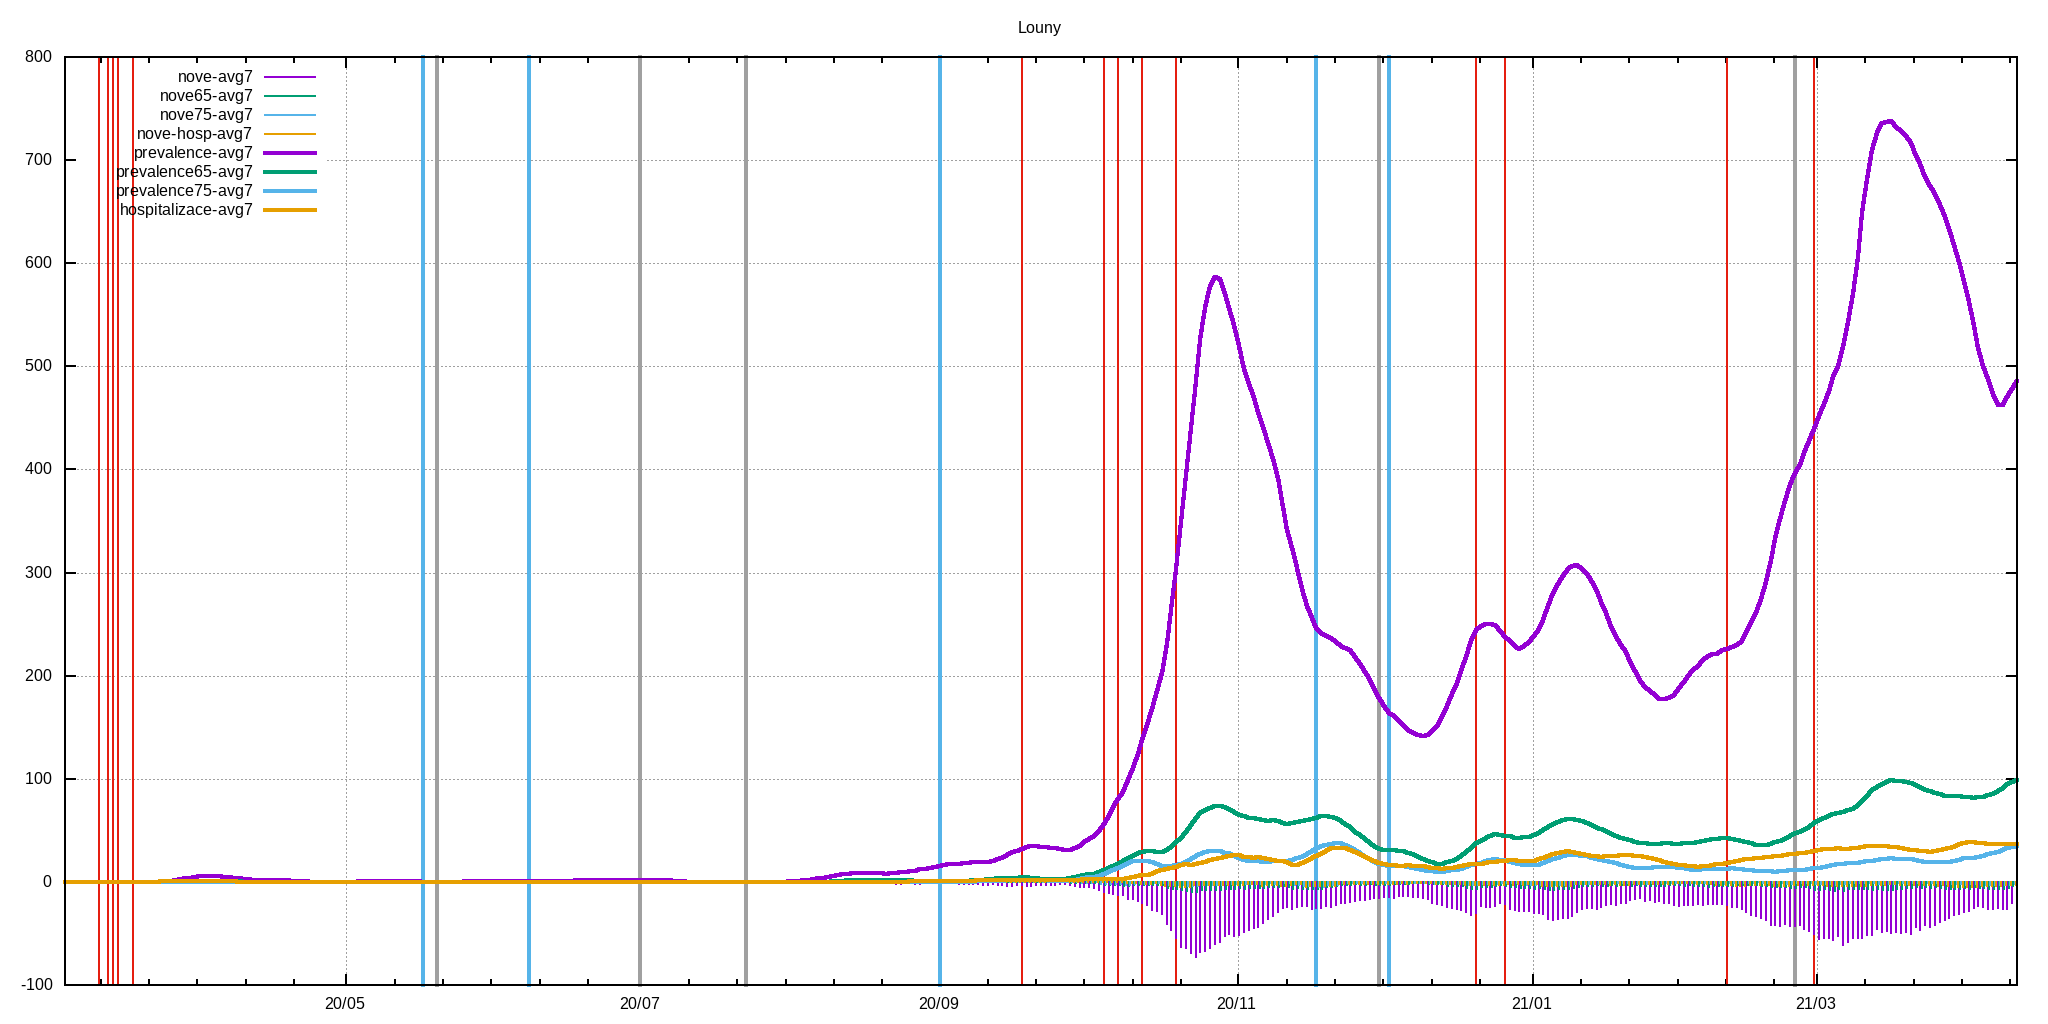 Louny
800
700
600
500
400
300
200
100
0
-100
nove-avg7
nove65-avg7
nove75-avg7
nove-hosp-avg7
prevalence-avg7
prevalence65-avg7
prevalence75-avg7
hospitalizace-avg7
20/05 20/07 20/09 20/11 21/01 21/03